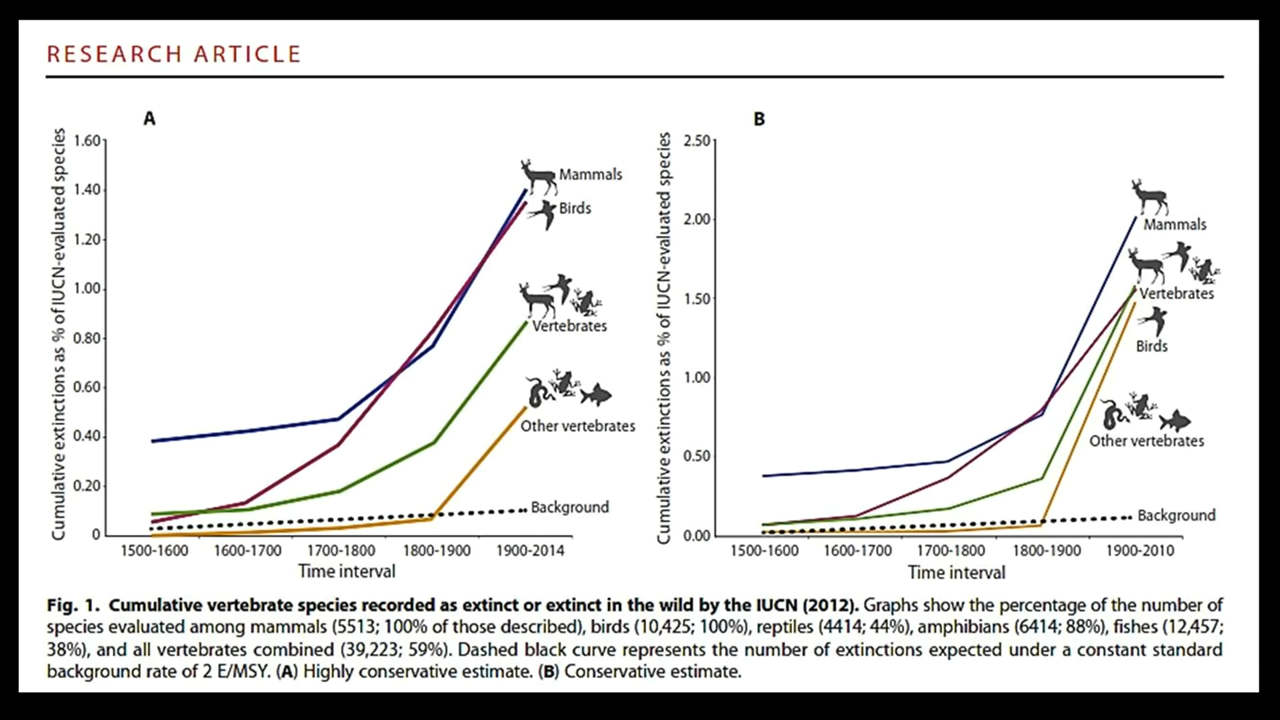 RESEARCH ARTICLE
A
Cumulative extinctions as % of IUCN-evaluated species
1.60
1.40
1.20
1.00
0.80
0.60
0.40
0.20
0
Mammals
Birds
Vertebrates
Other vertebrates
Background
1500-1600 1600-1700 1700-1800 1800-1900 1900-2014
Time interval
B
Cumulative extinctions as % of IUCN-evaluated species
2.50
2.00
1.50
1.00
0.50
0.00
Mammals
Vertebrates
Birds
Other vertebrates
Background
1500-1600 1600-1700 1700-1800 1800-1900 1900-2010
Time interval
Fig. 1. Cumulative vertebrate species recorded as extinct or extinct in the wild by the IUCN (2012). Graphs show the percentage of the number of
species evaluated among mammals (5513; 100% of those described), birds (10,425; 100%), reptiles (4414; 44%), amphibians (6414; 88%), fishes (12,457;
38%), and all vertebrates combined (39,223; 59%). Dashed black curve represents the number of extinctions expected under a constant standard
background rate of 2 E/MSY. (A) Highly conservative estimate. (B) Conservative estimate.